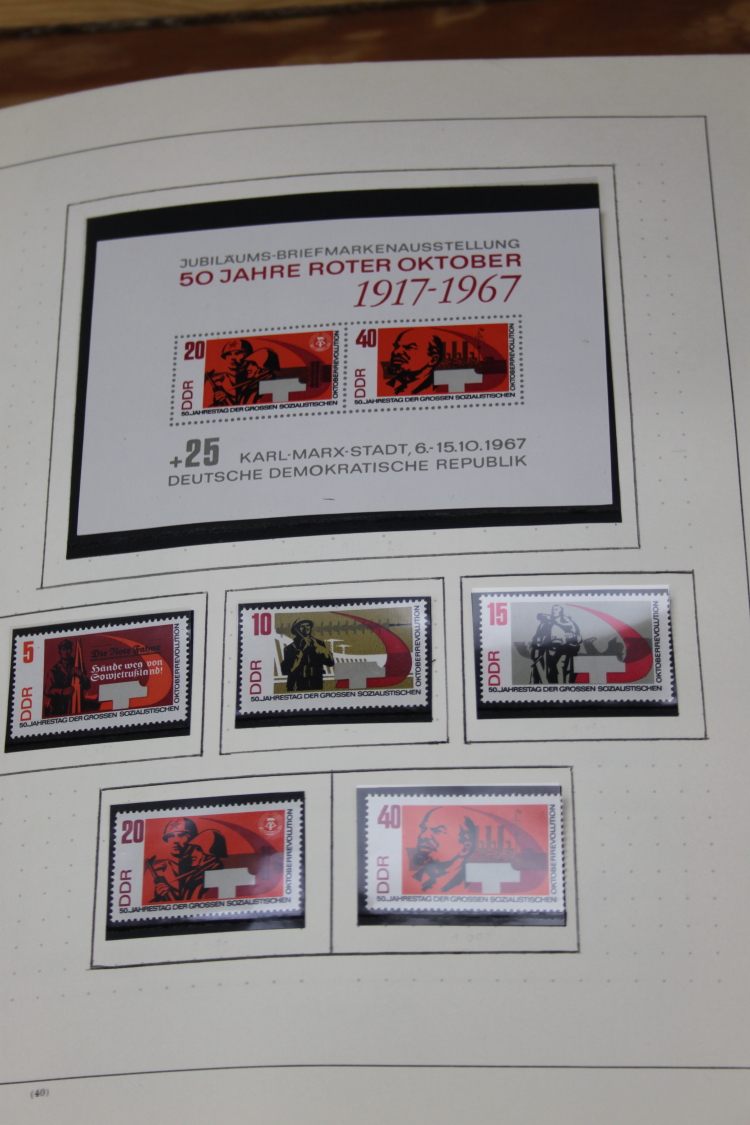 JUBILÄUMS-BRIEFMARKENAUSSTELLUNG
50 JAHRE ROTER OKTOBER
1917-1967
20
DDR
50. JAHRESTAG DER GROSSEN SOZIALISTISCHEN
OKTOBERREVOLUTION
40
DDR
50. JAHRESTAG DER GROSSEN SOZIALISTISCHEN
OKTOBERREVOLUTION
+25 KARL-MARX-STADT, 6.-15.10.1967
DEUTSCHE DEMOKRATISCHE REPUBLIK
5
DDR
Die Rote Fahne
Hände weg von
Sowjetrußland!
50. JAHRESTAG DER GROSSEN SOZIALISTISCHEN
OKTOBERREVOLUTION
10
DDR
50. JAHRESTAG DER GROSSEN SOZIALISTISCHEN
OKTOBERREVOLUTION
15
DDR
50. JAHRESTAG DER GROSSEN SOZIALISTISCHEN
OKTOBERREVOLUTION
20
DDR
50. JAHRESTAG DER GROSSEN SOZIALISTISCHEN
OKTOBERREVOLUTION
40
DDR
50. JAHRESTAG DER GROSSEN SOZIALISTISCHEN
OKTOBERREVOLUTION
(40)